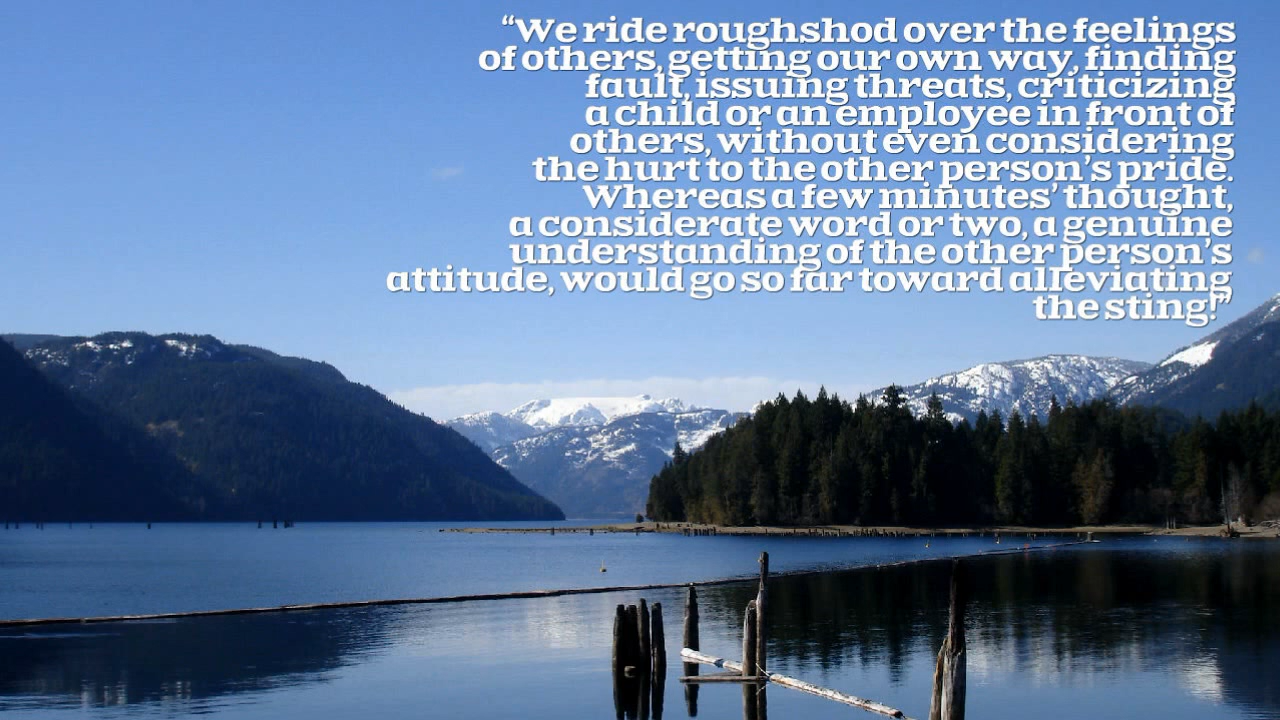 “We ride roughshod over the feelings
of others, getting our own way, finding
fault, issuing threats, criticizing
a child or an employee in front of
others, without even considering
the hurt to the other person’s pride.
Whereas a few minutes’ thought,
a considerate word or two, a genuine
understanding of the other person’s
attitude, would go so far toward alleviating
the sting!”